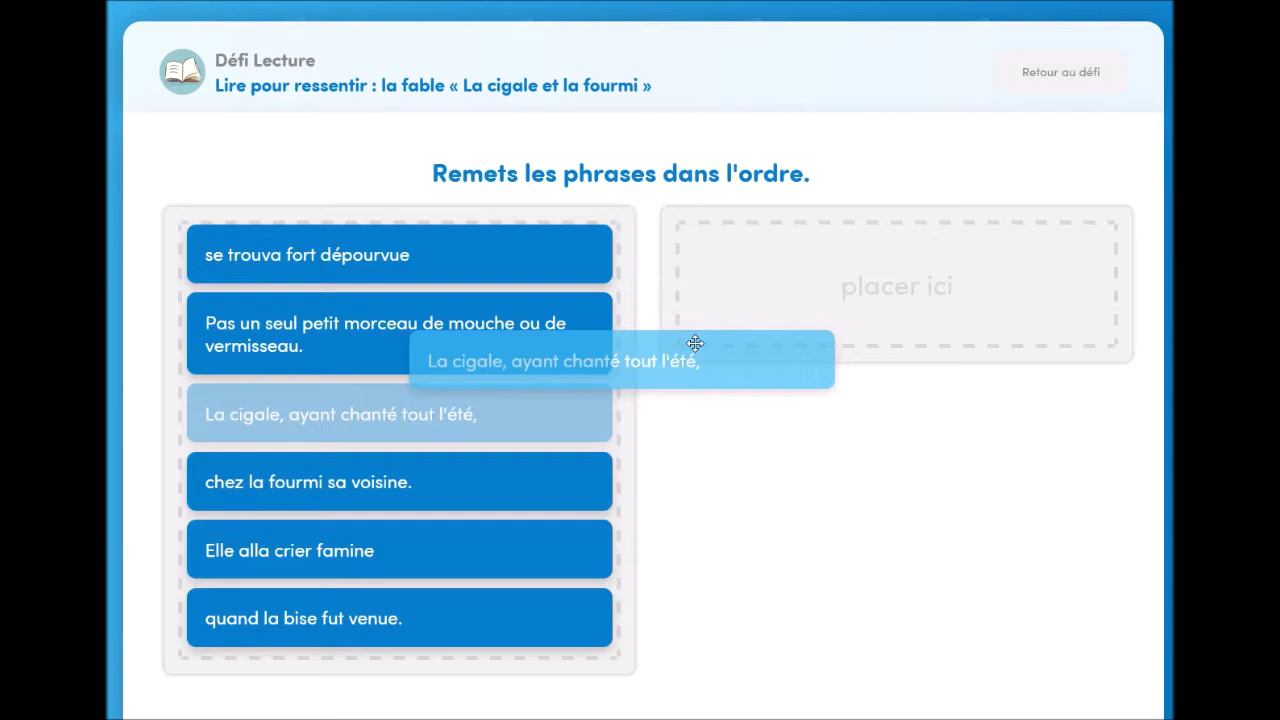 Défi Lecture
Lire pour ressentir : la fable « La cigale et la fourmi »
Retour au défi
Remets les phrases dans l'ordre.
se trouva fort dépourvue
Pas un seul petit morceau de mouche ou de
vermisseau.
La cigale, ayant chanté tout l'été,
La cigale, ayant chanté tout l'été,
chez la fourmi sa voisine.
Elle alla crier famine
quand la bise fut venue.
placer ici